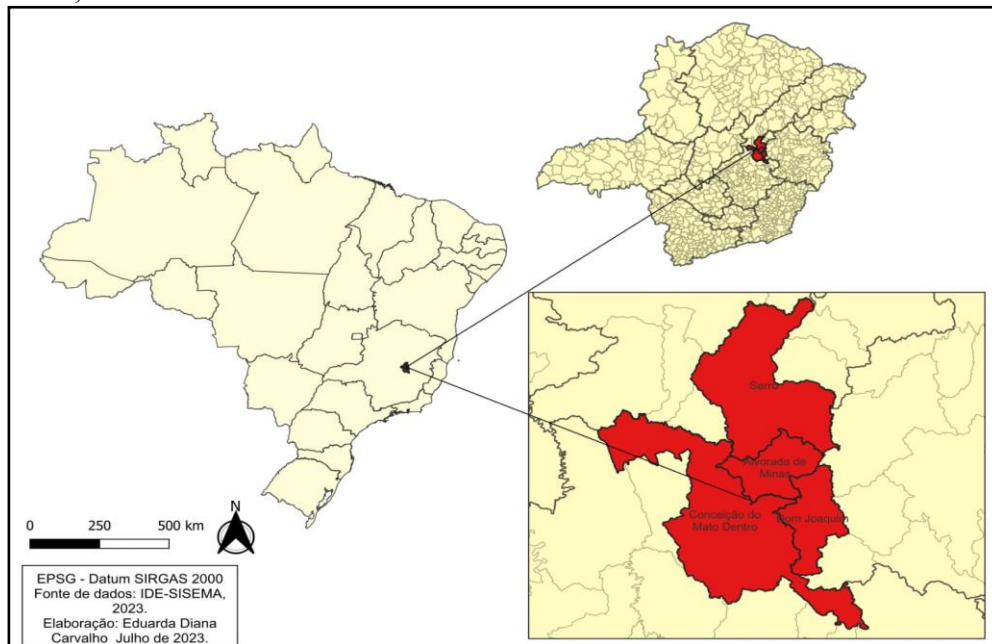 Serro
Alvorada de
Minas
Conceição do
Mato Dentro
Dom Joaquim
N
0 250 500 km
EPSG - Datum SIRGAS 2000
Fonte de dados: IDE-SISEMA,
2023.
Elaboração: Eduarda Diana
Carvalho Julho de 2023.